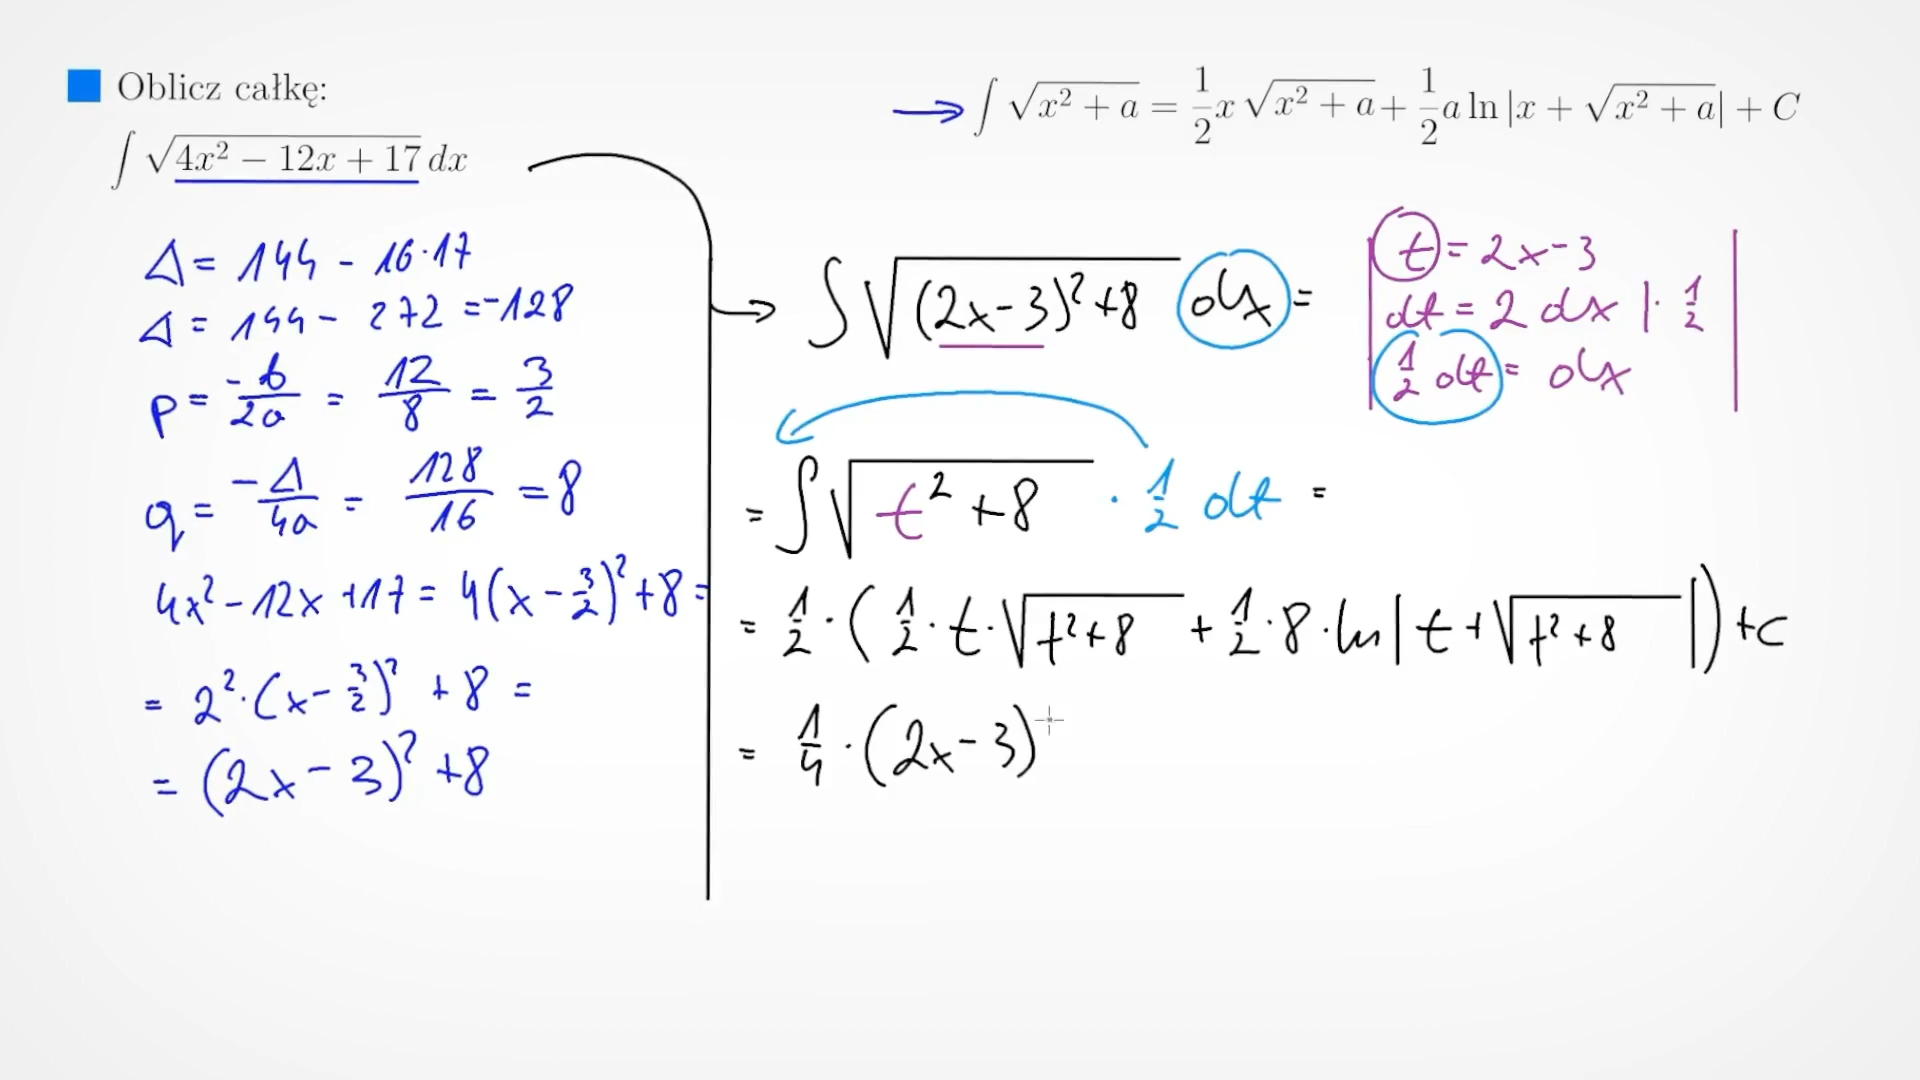 Oblicz całkę:
∫ √(4x² − 12x + 17) dx
→ ∫ √(x² + a) = 1/2 x √(x² + a) + 1/2 a ln |x + √(x² + a)| + C
Δ = 144 - 16·17
Δ = 144 - 272 = -128
p = -b/2a = 12/8 = 3/2
q = -Δ/4a = 128/16 = 8
4x² - 12x + 17 = 4(x - 3/2)² + 8 =
= 2²·(x - 3/2)² + 8 =
= (2x - 3)² + 8
→ ∫ √((2x-3)² + 8) dx =
t = 2x - 3
dt = 2 dx |· 1/2
1/2 dt = dx
= ∫ √(t² + 8) · 1/2 dt =
= 1/2 · (1/2 · t · √(t² + 8) + 1/2 · 8 · ln | t + √(t² + 8) |) + C
= 1/4 · (2x - 3)